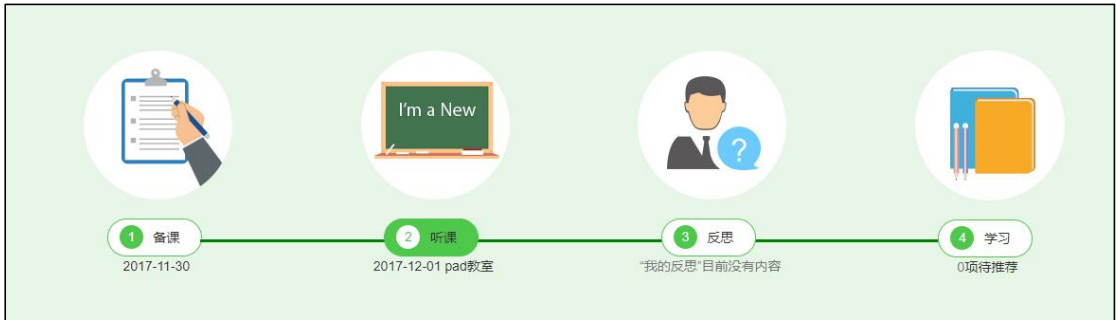 I'm a New
?
1 备课
2 听课
3 反思
4 学习
2017-11-30
2017-12-01 pad教室
“我的反思”目前没有内容
0项待推荐